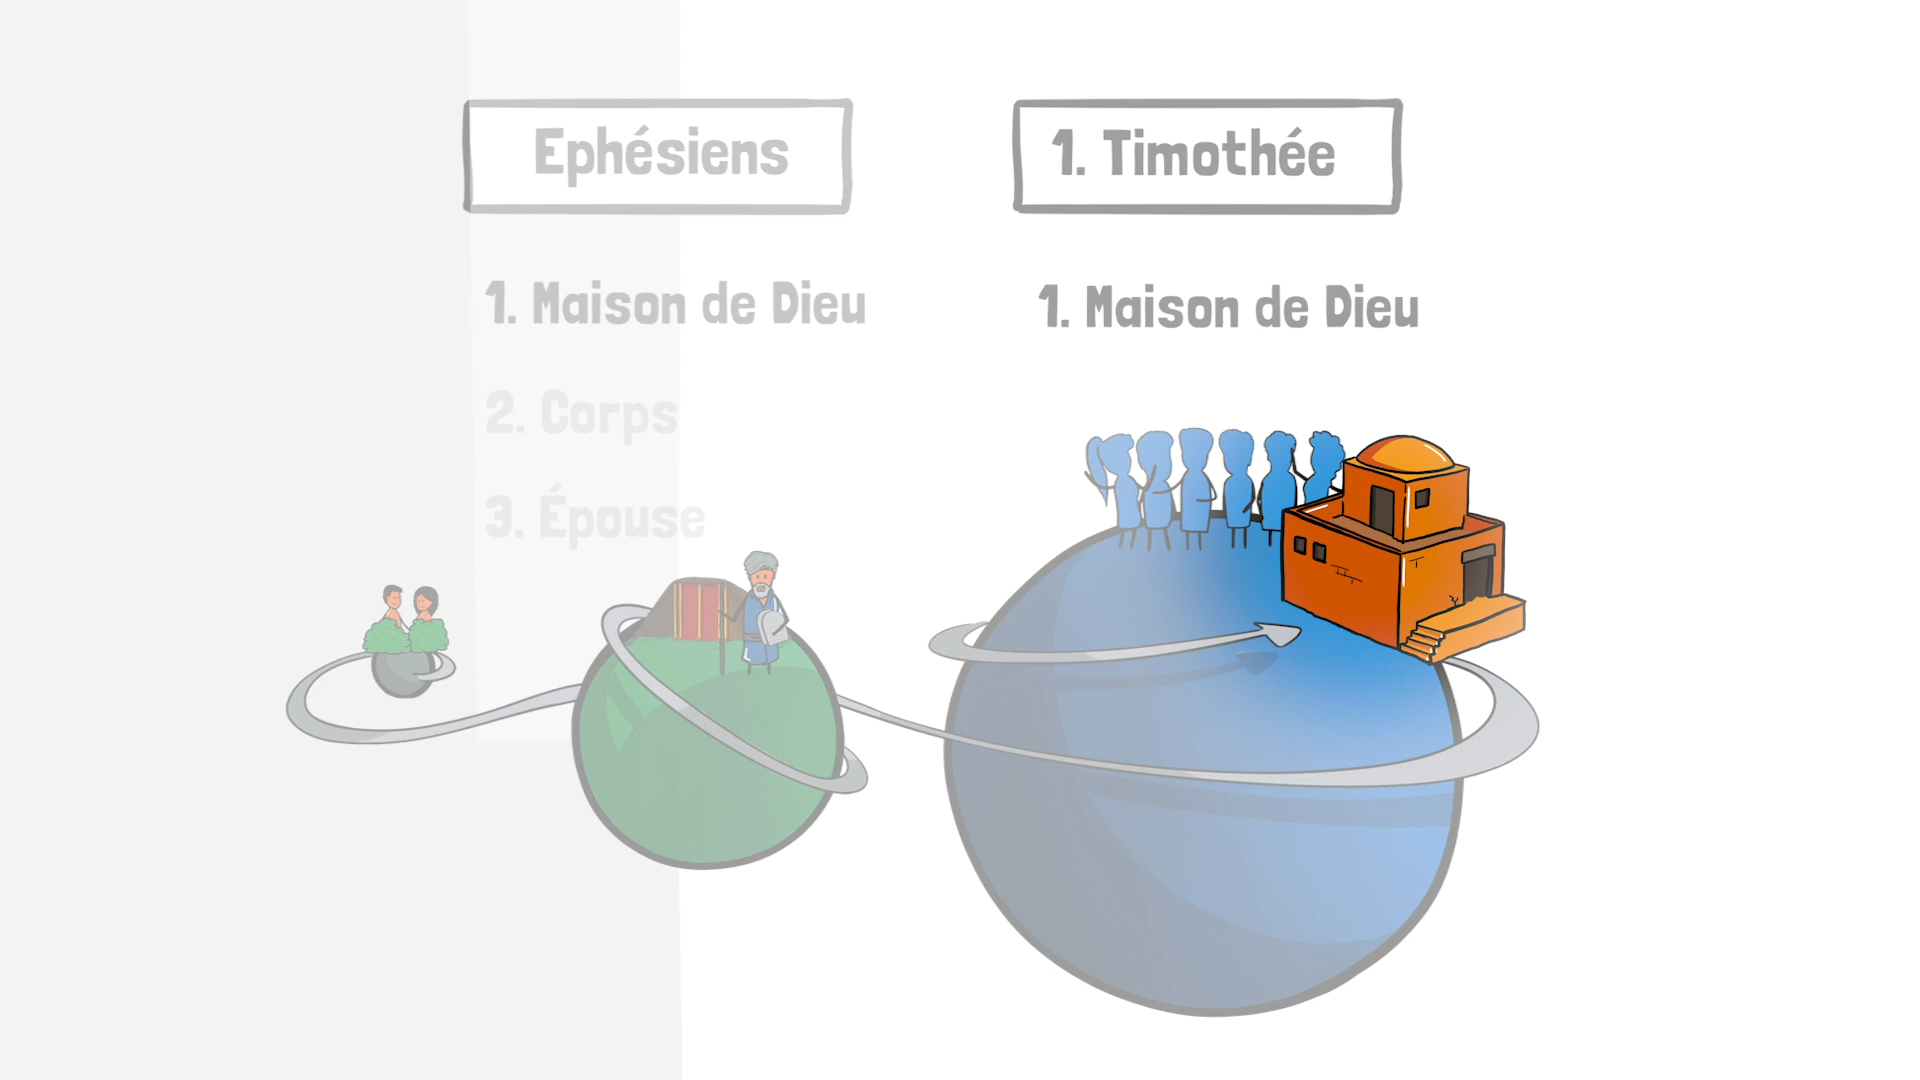 Ephésiens
1. Maison de Dieu
2. Corps
3. Épouse
1. Timothée
1. Maison de Dieu